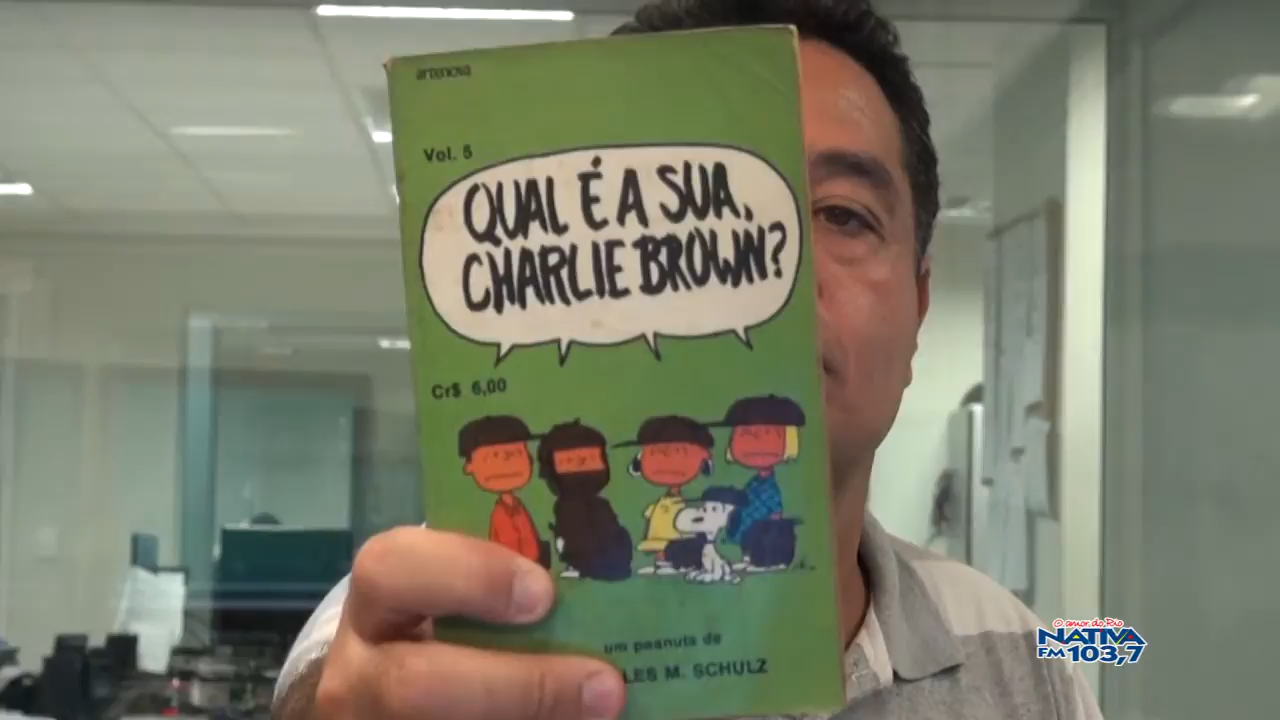 artenova
Vol. 5
QUAL É A SUA,
CHARLIE BROWN?
Cr$ 6,00
um peanuts de
LES M. SCHULZ
O amor do Rio
NATIVA
FM 103,7